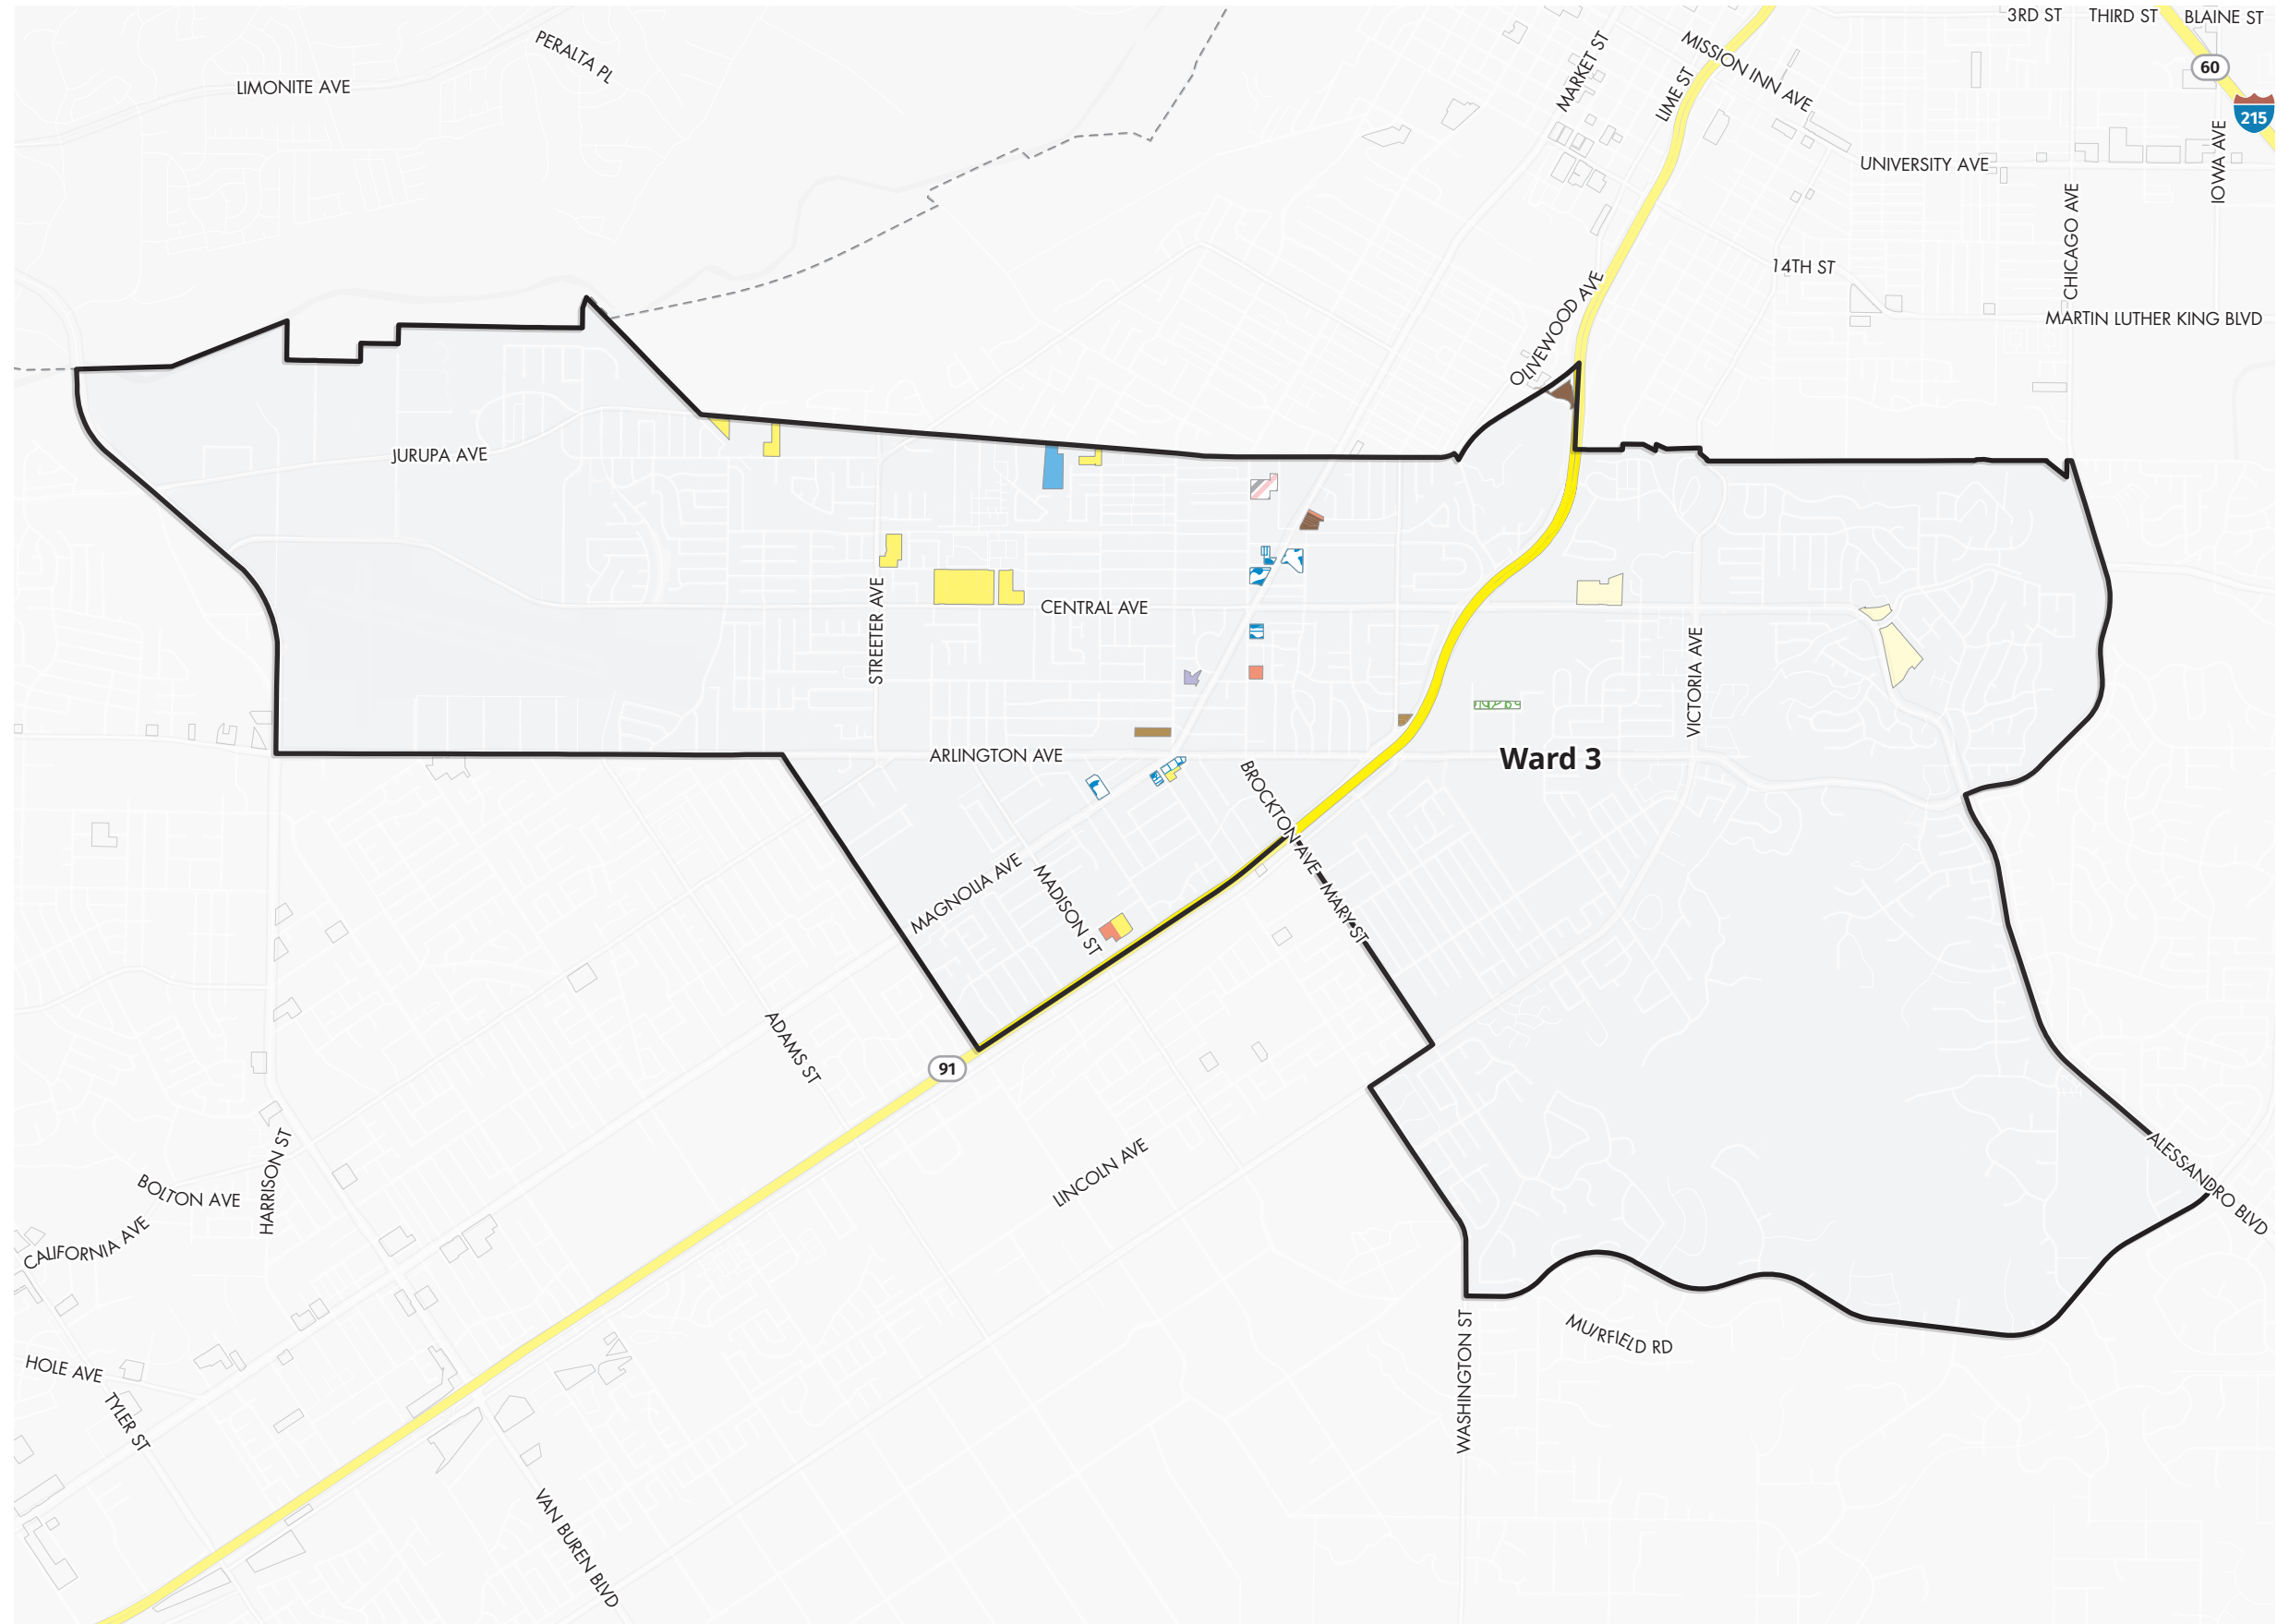 3RD ST
THIRD ST
BLAINE ST
PERALTA PL
MARKET ST
MISSION INN AVE
60
LIMONITE AVE
LIME ST
215
IOWA AVE
UNIVERSITY AVE
CHICAGO AVE
14TH ST
OLIVEWOOD AVE
MARTIN LUTHER KING BLVD
JURUPA AVE
STREETER AVE
CENTRAL AVE
VICTORIA AVE
ARLINGTON AVE
Ward 3
BROCKTON AVE
MAGNOLIA AVE
MADISON ST
MARY ST
ADAMS ST
91
ALESSANDRO BLVD
LINCOLN AVE
HARRISON ST
BOLTON AVE
CALIFORNIA AVE
MUIRFIELD RD
WASHINGTON ST
HOLE AVE
TYLER ST
VAN BUREN BLVD